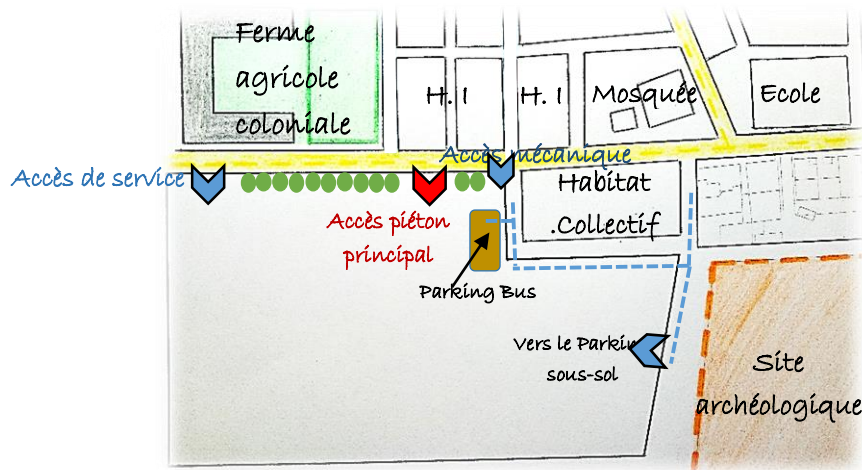 Ferme
agricole
coloniale
H. I
H. I
Mosquée
Ecole
Accès mécanique
Accès de service
Habitat
.Collectif
Accès piéton
principal
Parking Bus
Vers le Parkin
sous-sol
Site
archéologique